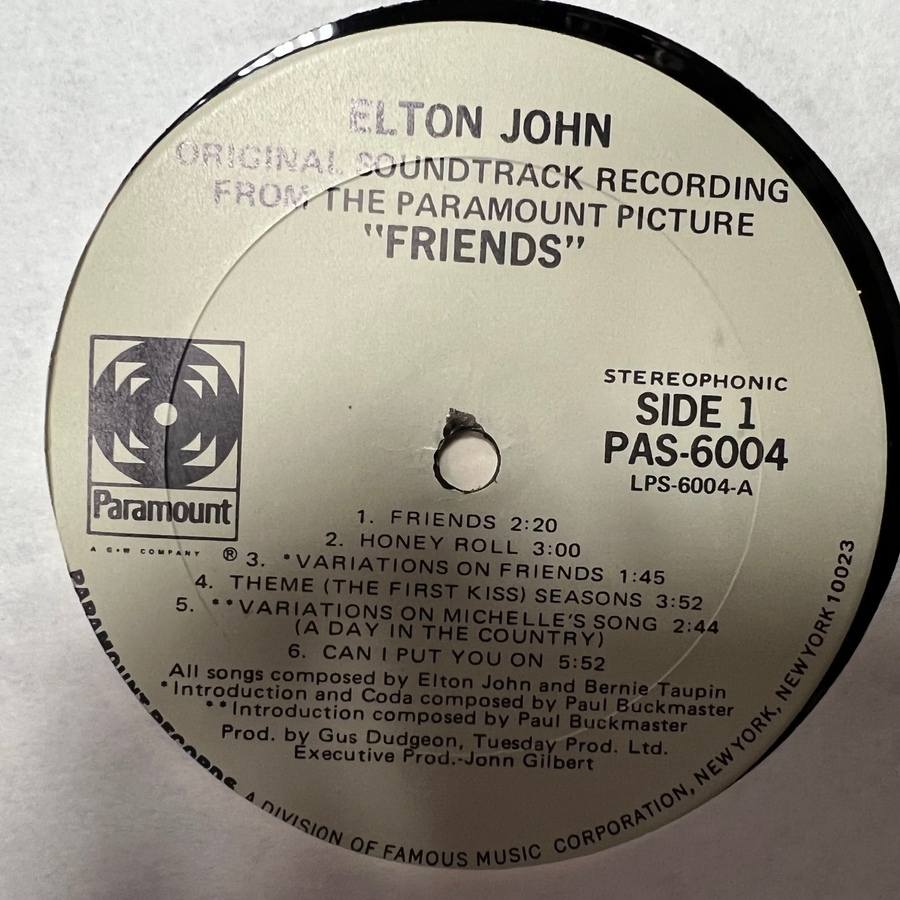 ELTON JOHN
ORIGINAL SOUNDTRACK RECORDING
FROM THE PARAMOUNT PICTURE
"FRIENDS"
Paramount
A G+W COMPANY ®
STEREOPHONIC
SIDE 1
PAS-6004
LPS-6004-A
1. FRIENDS 2:20
2. HONEY ROLL 3:00
3. *VARIATIONS ON FRIENDS 1:45
4. THEME (THE FIRST KISS) SEASONS 3:52
5. **VARIATIONS ON MICHELLE'S SONG 2:44
(A DAY IN THE COUNTRY)
6. CAN I PUT YOU ON 5:52
All songs composed by Elton John and Bernie Taupin
*Introduction and Coda composed by Paul Buckmaster
**Introduction composed by Paul Buckmaster
Prod. by Gus Dudgeon, Tuesday Prod. Ltd.
Executive Prod.-Jonn Gilbert
PARAMOUNT RECORDS A DIVISION OF FAMOUS MUSIC CORPORATION, NEW YORK, NEW YORK 10023